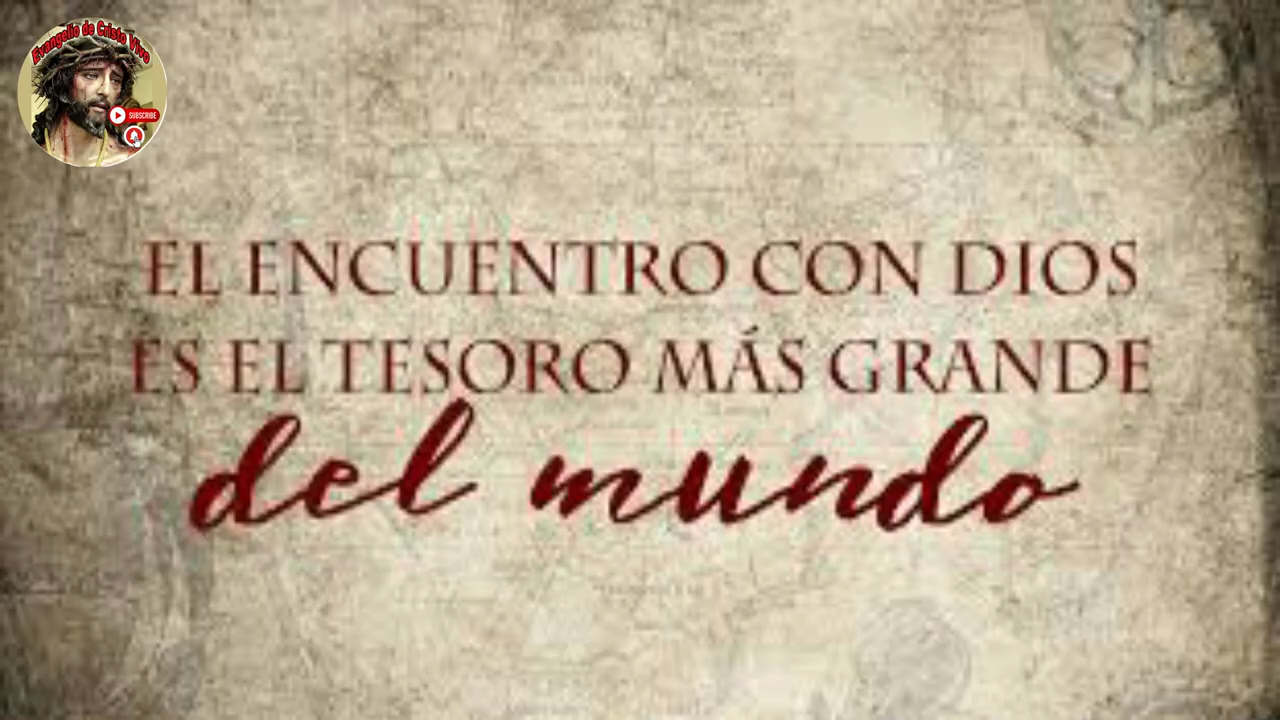 Evangelio de Cristo Vivo
SUBSCRIBE
EL ENCUENTRO CON DIOS
ES EL TESORO MÁS GRANDE
del mundo